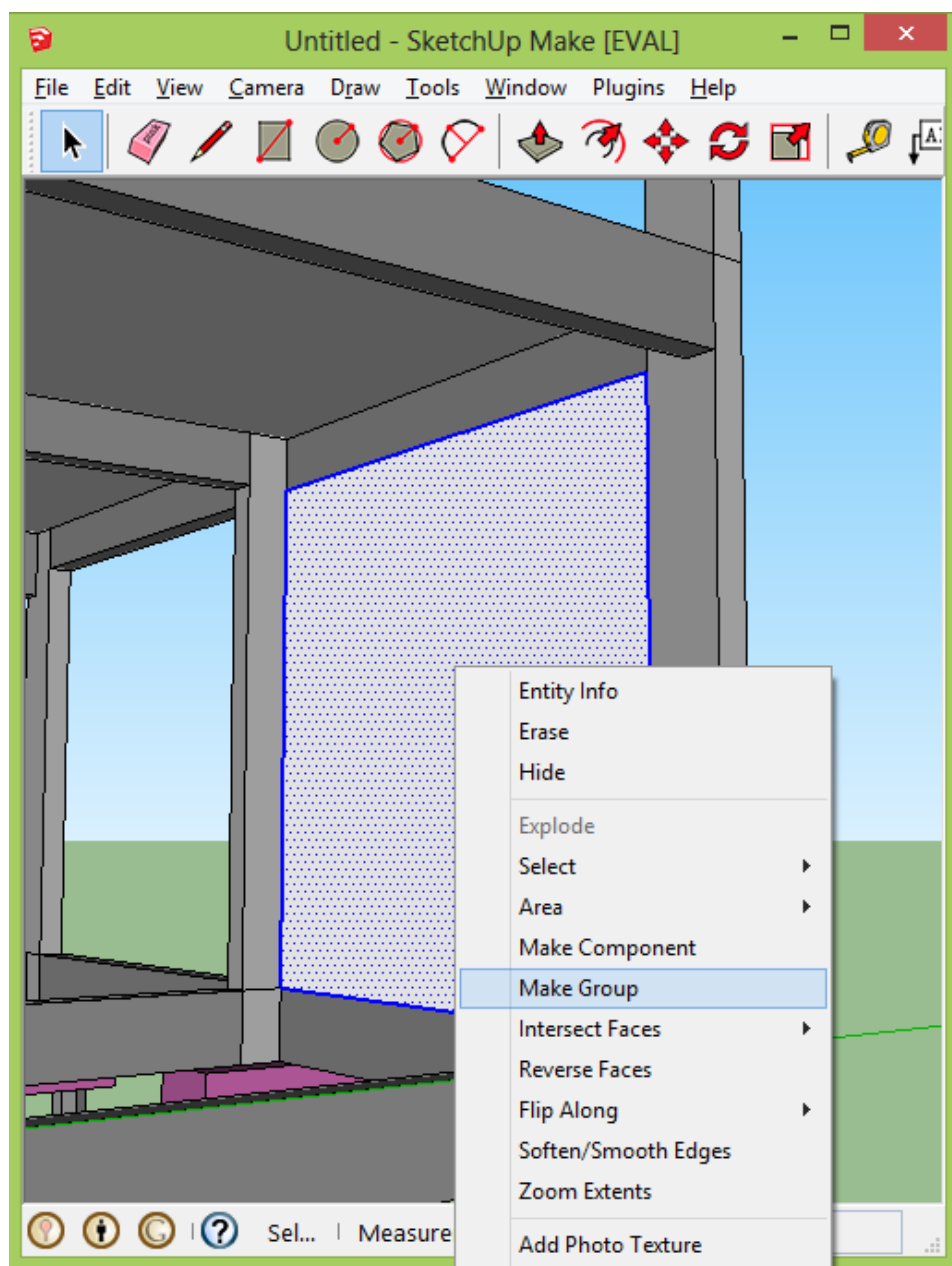 Untitled - SketchUp Make [EVAL]
File Edit View Camera Draw Tools Window Plugins Help
Entity Info
Erase
Hide
Explode
Select
Area
Make Component
Make Group
Intersect Faces
Reverse Faces
Flip Along
Soften/Smooth Edges
Zoom Extents
Add Photo Texture
Sel... Measure